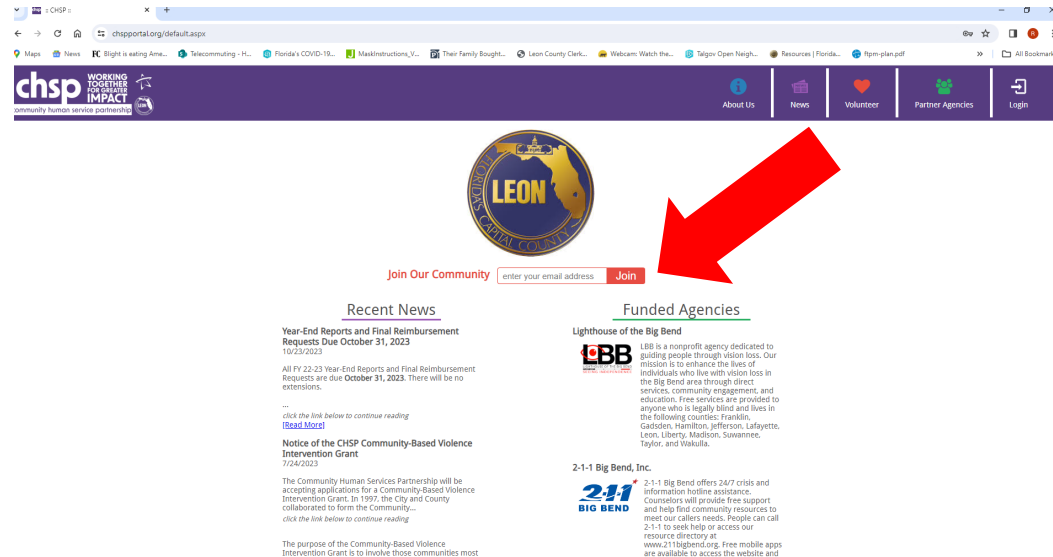 :: CHSP ::
chspportal.org/default.aspx
Maps
News
Blight is eating Ame...
Telecommuting - H...
Florida's COVID-19...
MaskInstructions_V...
Their Family Bought...
Leon County Clerk...
Webcam: Watch the...
Talgov Open Neigh...
Resources | Florida...
ftpm-plan.pdf
All Bookmark
chsp
WORKING
TOGETHER
FOR GREATER
IMPACT
community human service partnership
About Us
News
Volunteer
Partner Agencies
Login
FLORIDA'S
LEON
CAPITAL COUNTY
Join Our Community
enter your email address
Join
Recent News
Year-End Reports and Final Reimbursement
Requests Due October 31, 2023
10/23/2023
All FY 22-23 Year-End Reports and Final Reimbursement
Requests are due October 31, 2023. There will be no
extensions.
...
click the link below to continue reading
[Read More]
Notice of the CHSP Community-Based Violence
Intervention Grant
7/24/2023
The Community Human Services Partnership will be
accepting applications for a Community-Based Violence
Intervention Grant. In 1997, the City and County
collaborated to form the Community...
click the link below to continue reading
The purpose of the Community-Based Violence
Intervention Grant is to involve those communities most
Funded Agencies
Lighthouse of the Big Bend
LBB
LBB is a nonprofit agency dedicated to
guiding people through vision loss. Our
mission is to enhance the lives of
individuals who live with vision loss in
the Big Bend area through direct
services, community engagement, and
education. Free services are provided to
anyone who is legally blind and lives in
the following counties: Franklin,
Gadsden, Hamilton, Jefferson, Lafayette,
Leon, Liberty, Madison, Suwannee,
Taylor, and Wakulla.
2-1-1 Big Bend, Inc.
2-1-1
BIG BEND
2-1-1 Big Bend offers 24/7 crisis and
information hotline assistance.
Counselors will provide free support
and help find community resources to
meet our callers needs. People can call
2-1-1 to seek help or access our
resource directory at
www.211bigbend.org. Free mobile apps
are available to access the website and